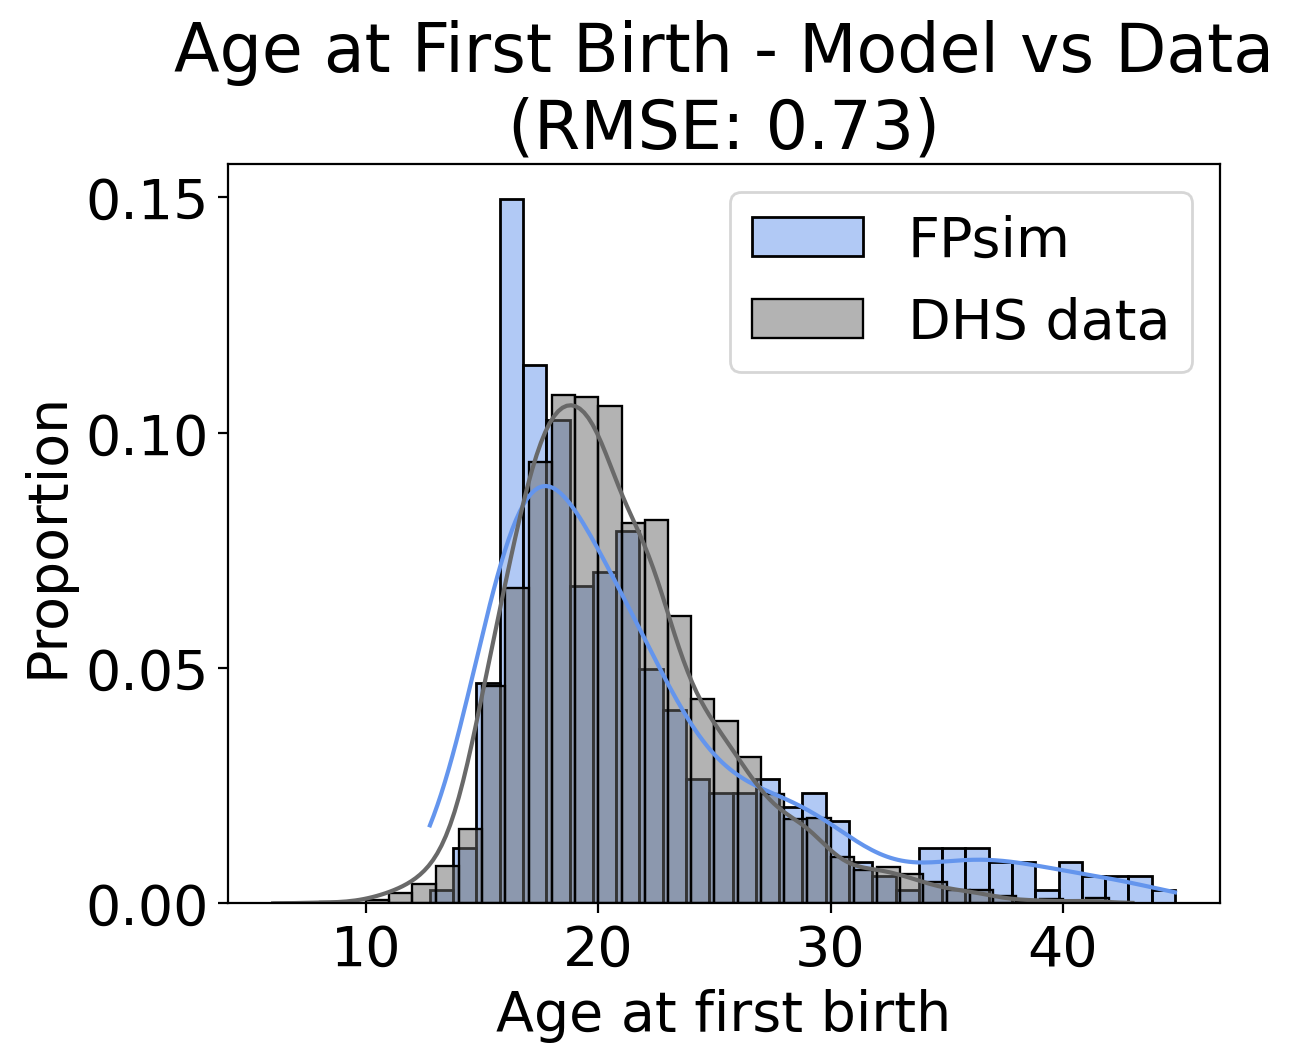 Age at First Birth - Model vs Data
(RMSE: 0.73)
0.15
0.10
0.05
0.00
Proportion
FPsim
DHS data
10 20 30 40
Age at first birth